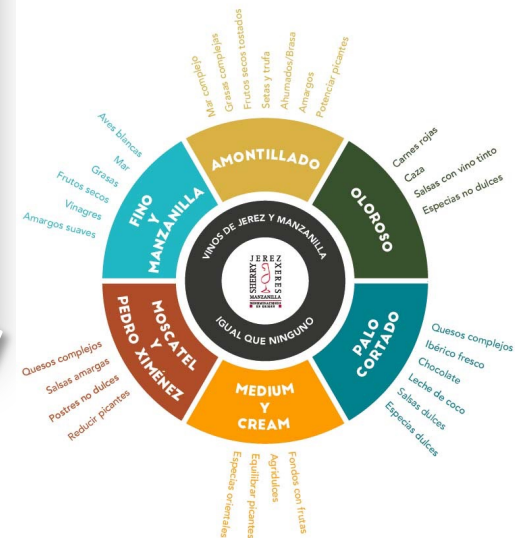 Mar complejo
Grasas complejas
Frutos secos tostados
Setas y trufa
Ahumados/Brasa
Amargos
Potenciar picantes
AMONTILLADO
Carnes rojas
Caza
Salsas con vino tinto
Especias no dulces
OLOROSO
Quesos complejos
Ibérico fresco
Chocolate
Leche de coco
Salsas dulces
Especias dulces
PALO
CORTADO
Fondos con frutas
Agridulces
Equilibrar picantes
Especias orientales
MEDIUM
Y
CREAM
Quesos complejos
Salsas amargas
Postres no dulces
Reducir picantes
MOSCATEL
Y
PEDRO XIMÉNEZ
Aves blancas
Mar
Grasas
Frutos secos
Vinagres
Amargos suaves
FINO
Y
MANZANILLA
VINOS DE JEREZ Y MANZANILLA
IGUAL QUE NINGUNO
JEREZ
XERES
SHERRY
MANZANILLA